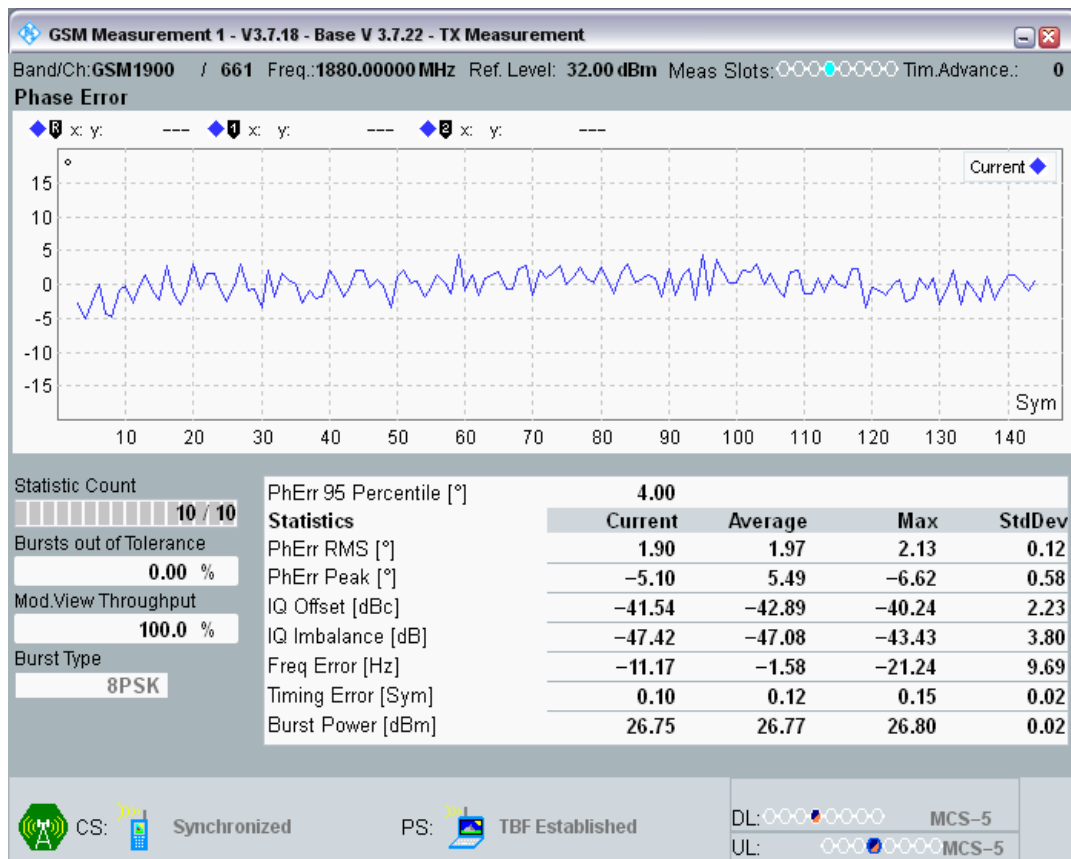 GSM Measurement 1 - V3.7.18 - Base V 3.7.22 - TX Measurement
Band/Ch:GSM1900 / 661 Freq.:1880.00000 MHz Ref. Level: 32.00 dBm Meas Slots: Tim.Advance.: 0
Phase Error
R x: y: --- 1 x: y: --- 2 x: y: ---
°
Current
15
10
5
0
-5
-10
-15
Sym
10 20 30 40 50 60 70 80 90 100 110 120 130 140
Statistic Count
10 / 10
Bursts out of Tolerance
0.00 %
Mod.View Throughput
100.0 %
Burst Type
8PSK
PhErr 95 Percentile [°] 4.00
Statistics Current Average Max StdDev
PhErr RMS [°] 1.90 1.97 2.13 0.12
PhErr Peak [°] −5.10 5.49 −6.62 0.58
IQ Offset [dBc] −41.54 −42.89 −40.24 2.23
IQ Imbalance [dB] −47.42 −47.08 −43.43 3.80
Freq Error [Hz] −11.17 −1.58 −21.24 9.69
Timing Error [Sym] 0.10 0.12 0.15 0.02
Burst Power [dBm] 26.75 26.77 26.80 0.02
CS: Synchronized PS: TBF Established
DL: MCS−5
UL: MCS−5